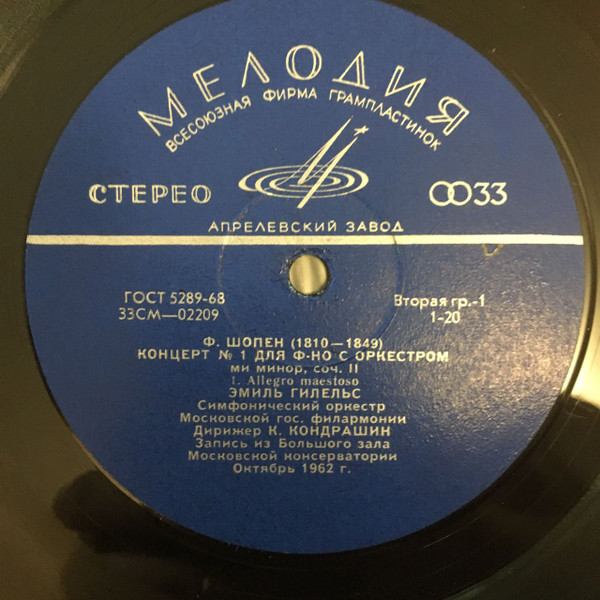 МЕЛОДИЯ
ВСЕСОЮЗНАЯ ФИРМА ГРАМПЛАСТИНОК
СТЕРЕО
33
АПРЕЛЕВСКИЙ ЗАВОД
ГОСТ 5289-68
Вторая гр.-1
33СМ—02209
1-20
Ф. ШОПЕН (1810—1849)
КОНЦЕРТ № 1 ДЛЯ Ф-НО С ОРКЕСТРОМ
ми минор, соч. II
1. Allegro maestoso
ЭМИЛЬ ГИЛЕЛЬС
Симфонический оркестр
Московской гос. филармонии
Дирижер К. КОНДРАШИН
Запись из Большого зала
Московской консерватории
Октябрь 1962 г.